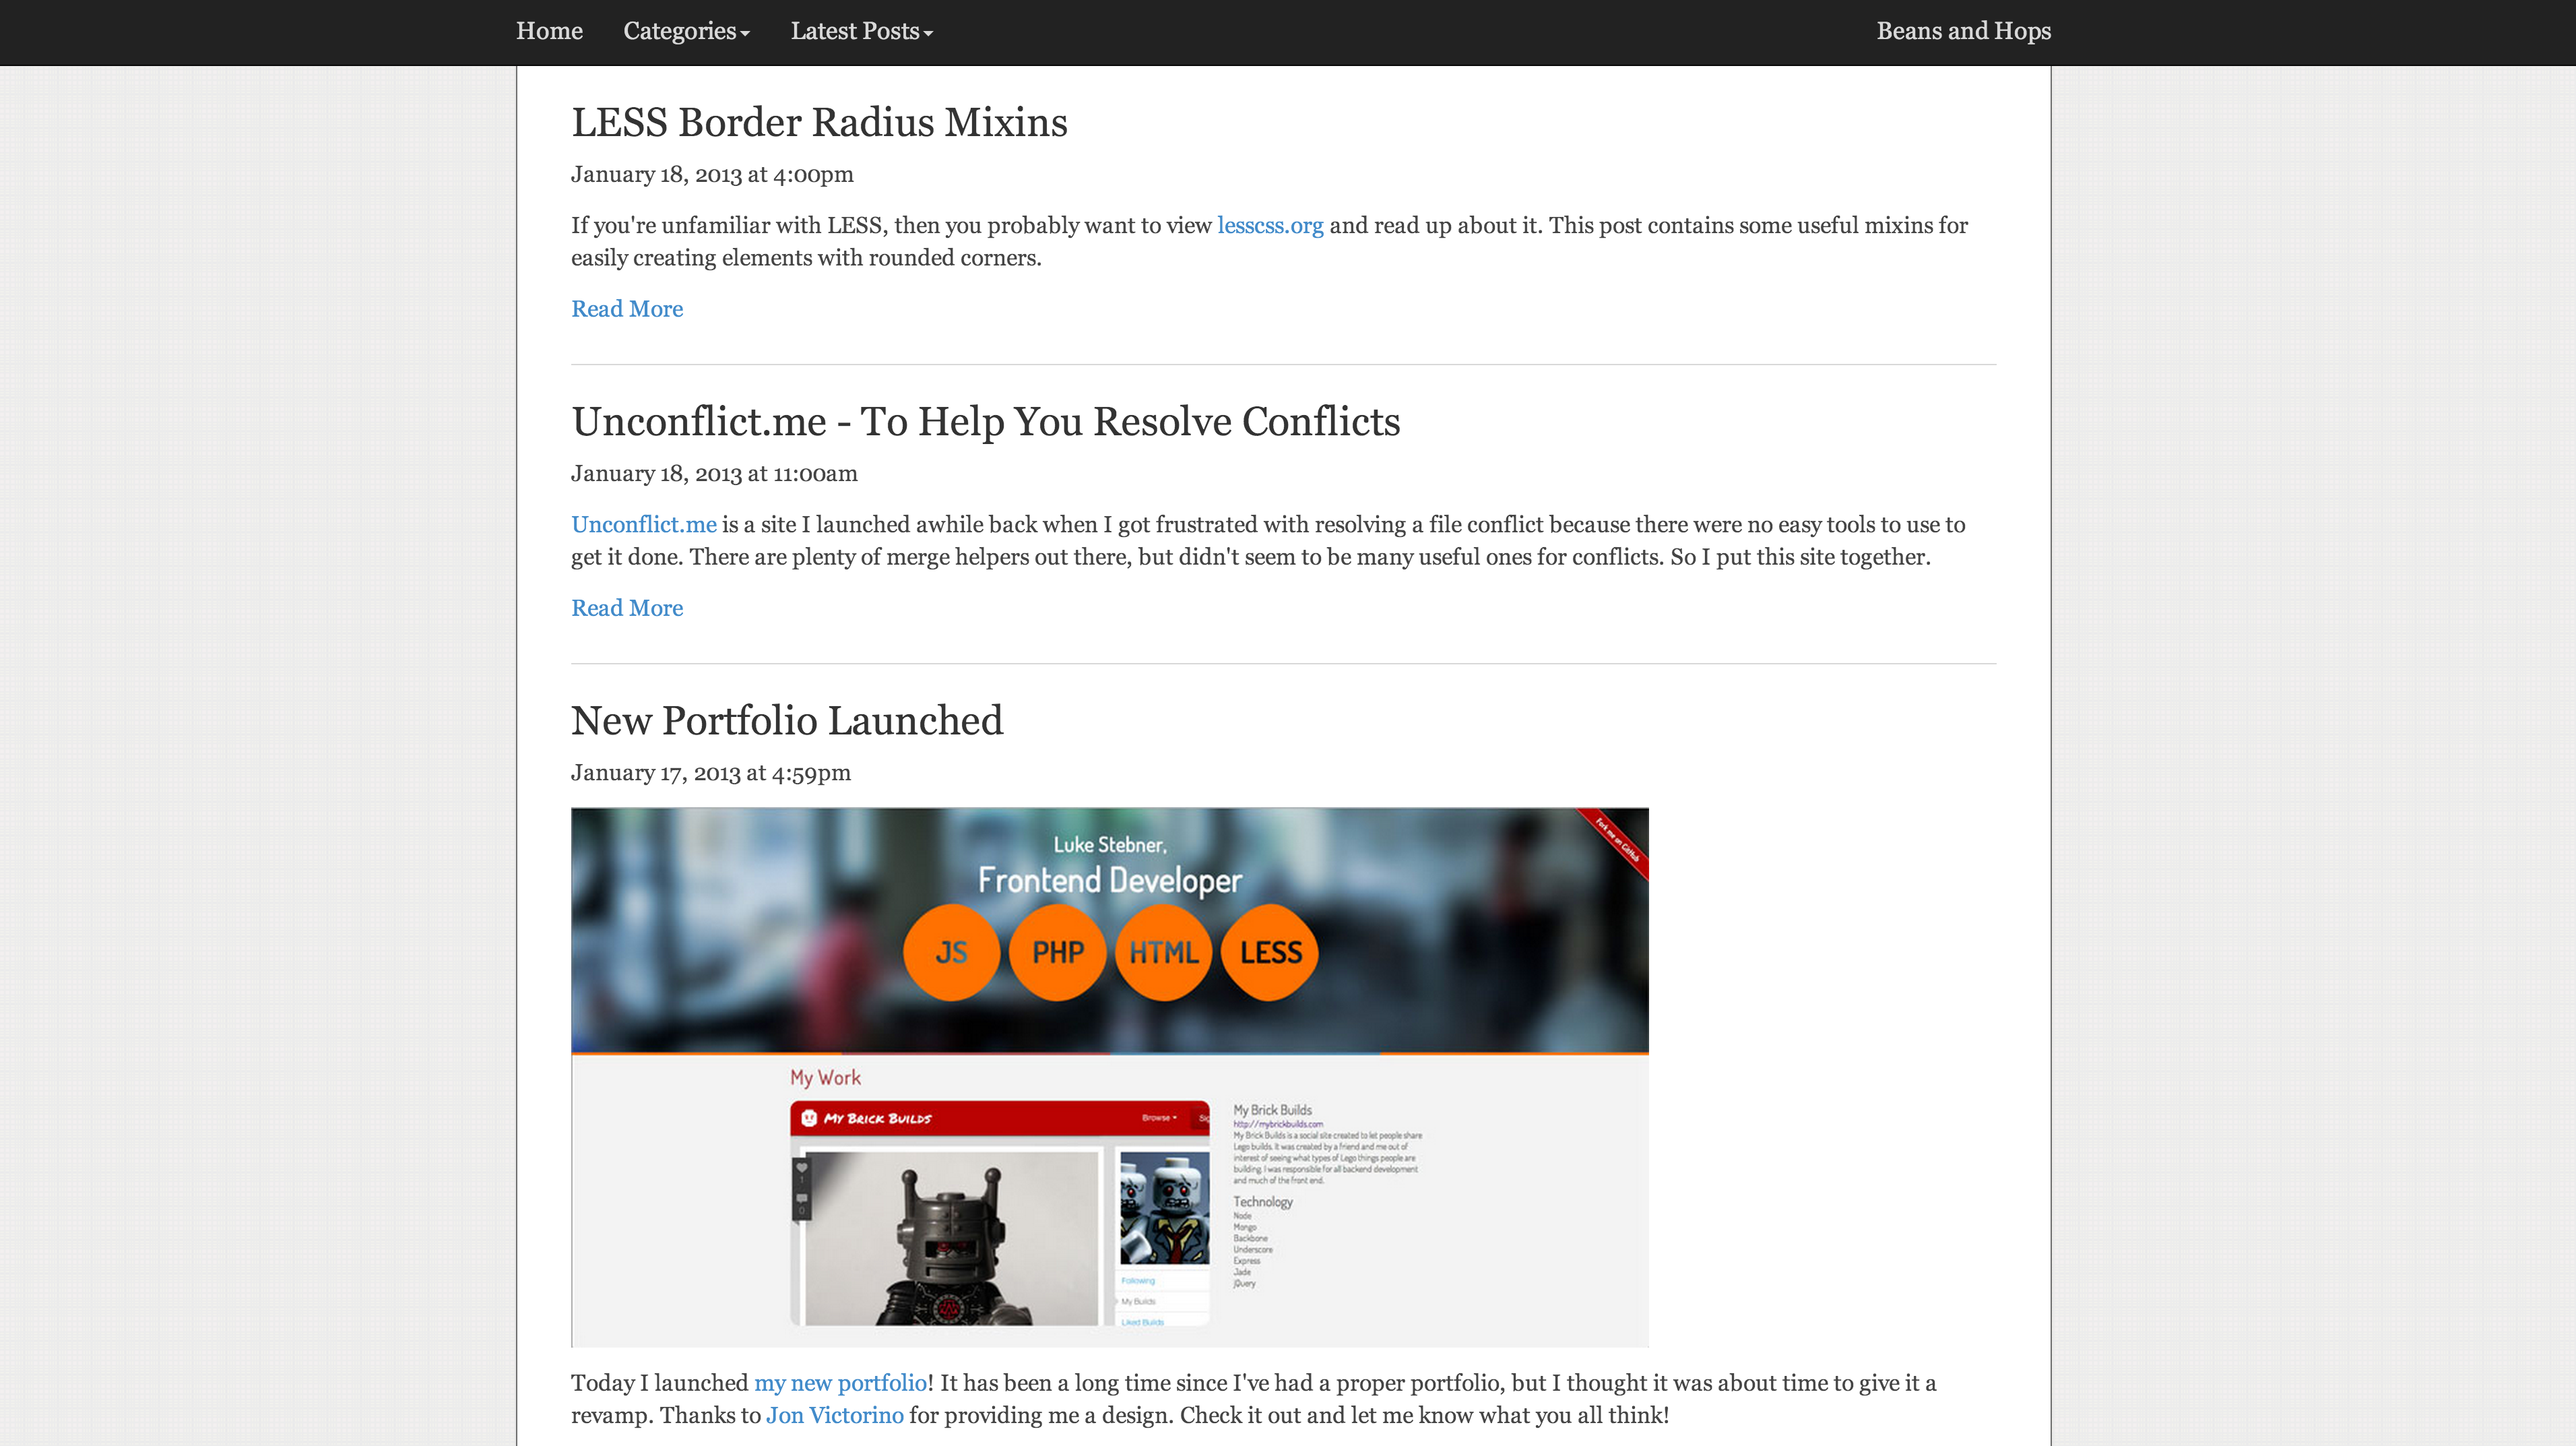 Home Categories Latest Posts Beans and Hops
LESS Border Radius Mixins
January 18, 2013 at 4:00pm
If you're unfamiliar with LESS, then you probably want to view lesscss.org and read up about it. This post contains some useful mixins for
easily creating elements with rounded corners.
Read More
Unconflict.me - To Help You Resolve Conflicts
January 18, 2013 at 11:00am
Unconflict.me is a site I launched awhile back when I got frustrated with resolving a file conflict because there were no easy tools to use to
get it done. There are plenty of merge helpers out there, but didn't seem to be many useful ones for conflicts. So I put this site together.
Read More
New Portfolio Launched
January 17, 2013 at 4:59pm
Fork me on GitHub
Luke Stebner,
Frontend Developer
JS PHP HTML LESS
My Work
My Brick Builds
Browse
1
0
Following
My Builds
Liked Builds
My Brick Builds
http://mybrickbuilds.com
My Brick Builds is a social site created to let people share
Lego builds. It was created by a friend and me out of
interest of seeing what types of Lego things people are
building. I was responsible for all backend development
and much of the front end.
Technology
Node
Mongo
Backbone
Underscore
Express
Jade
jQuery
Today I launched my new portfolio! It has been a long time since I've had a proper portfolio, but I thought it was about time to give it a
revamp. Thanks to Jon Victorino for providing me a design. Check it out and let me know what you all think!